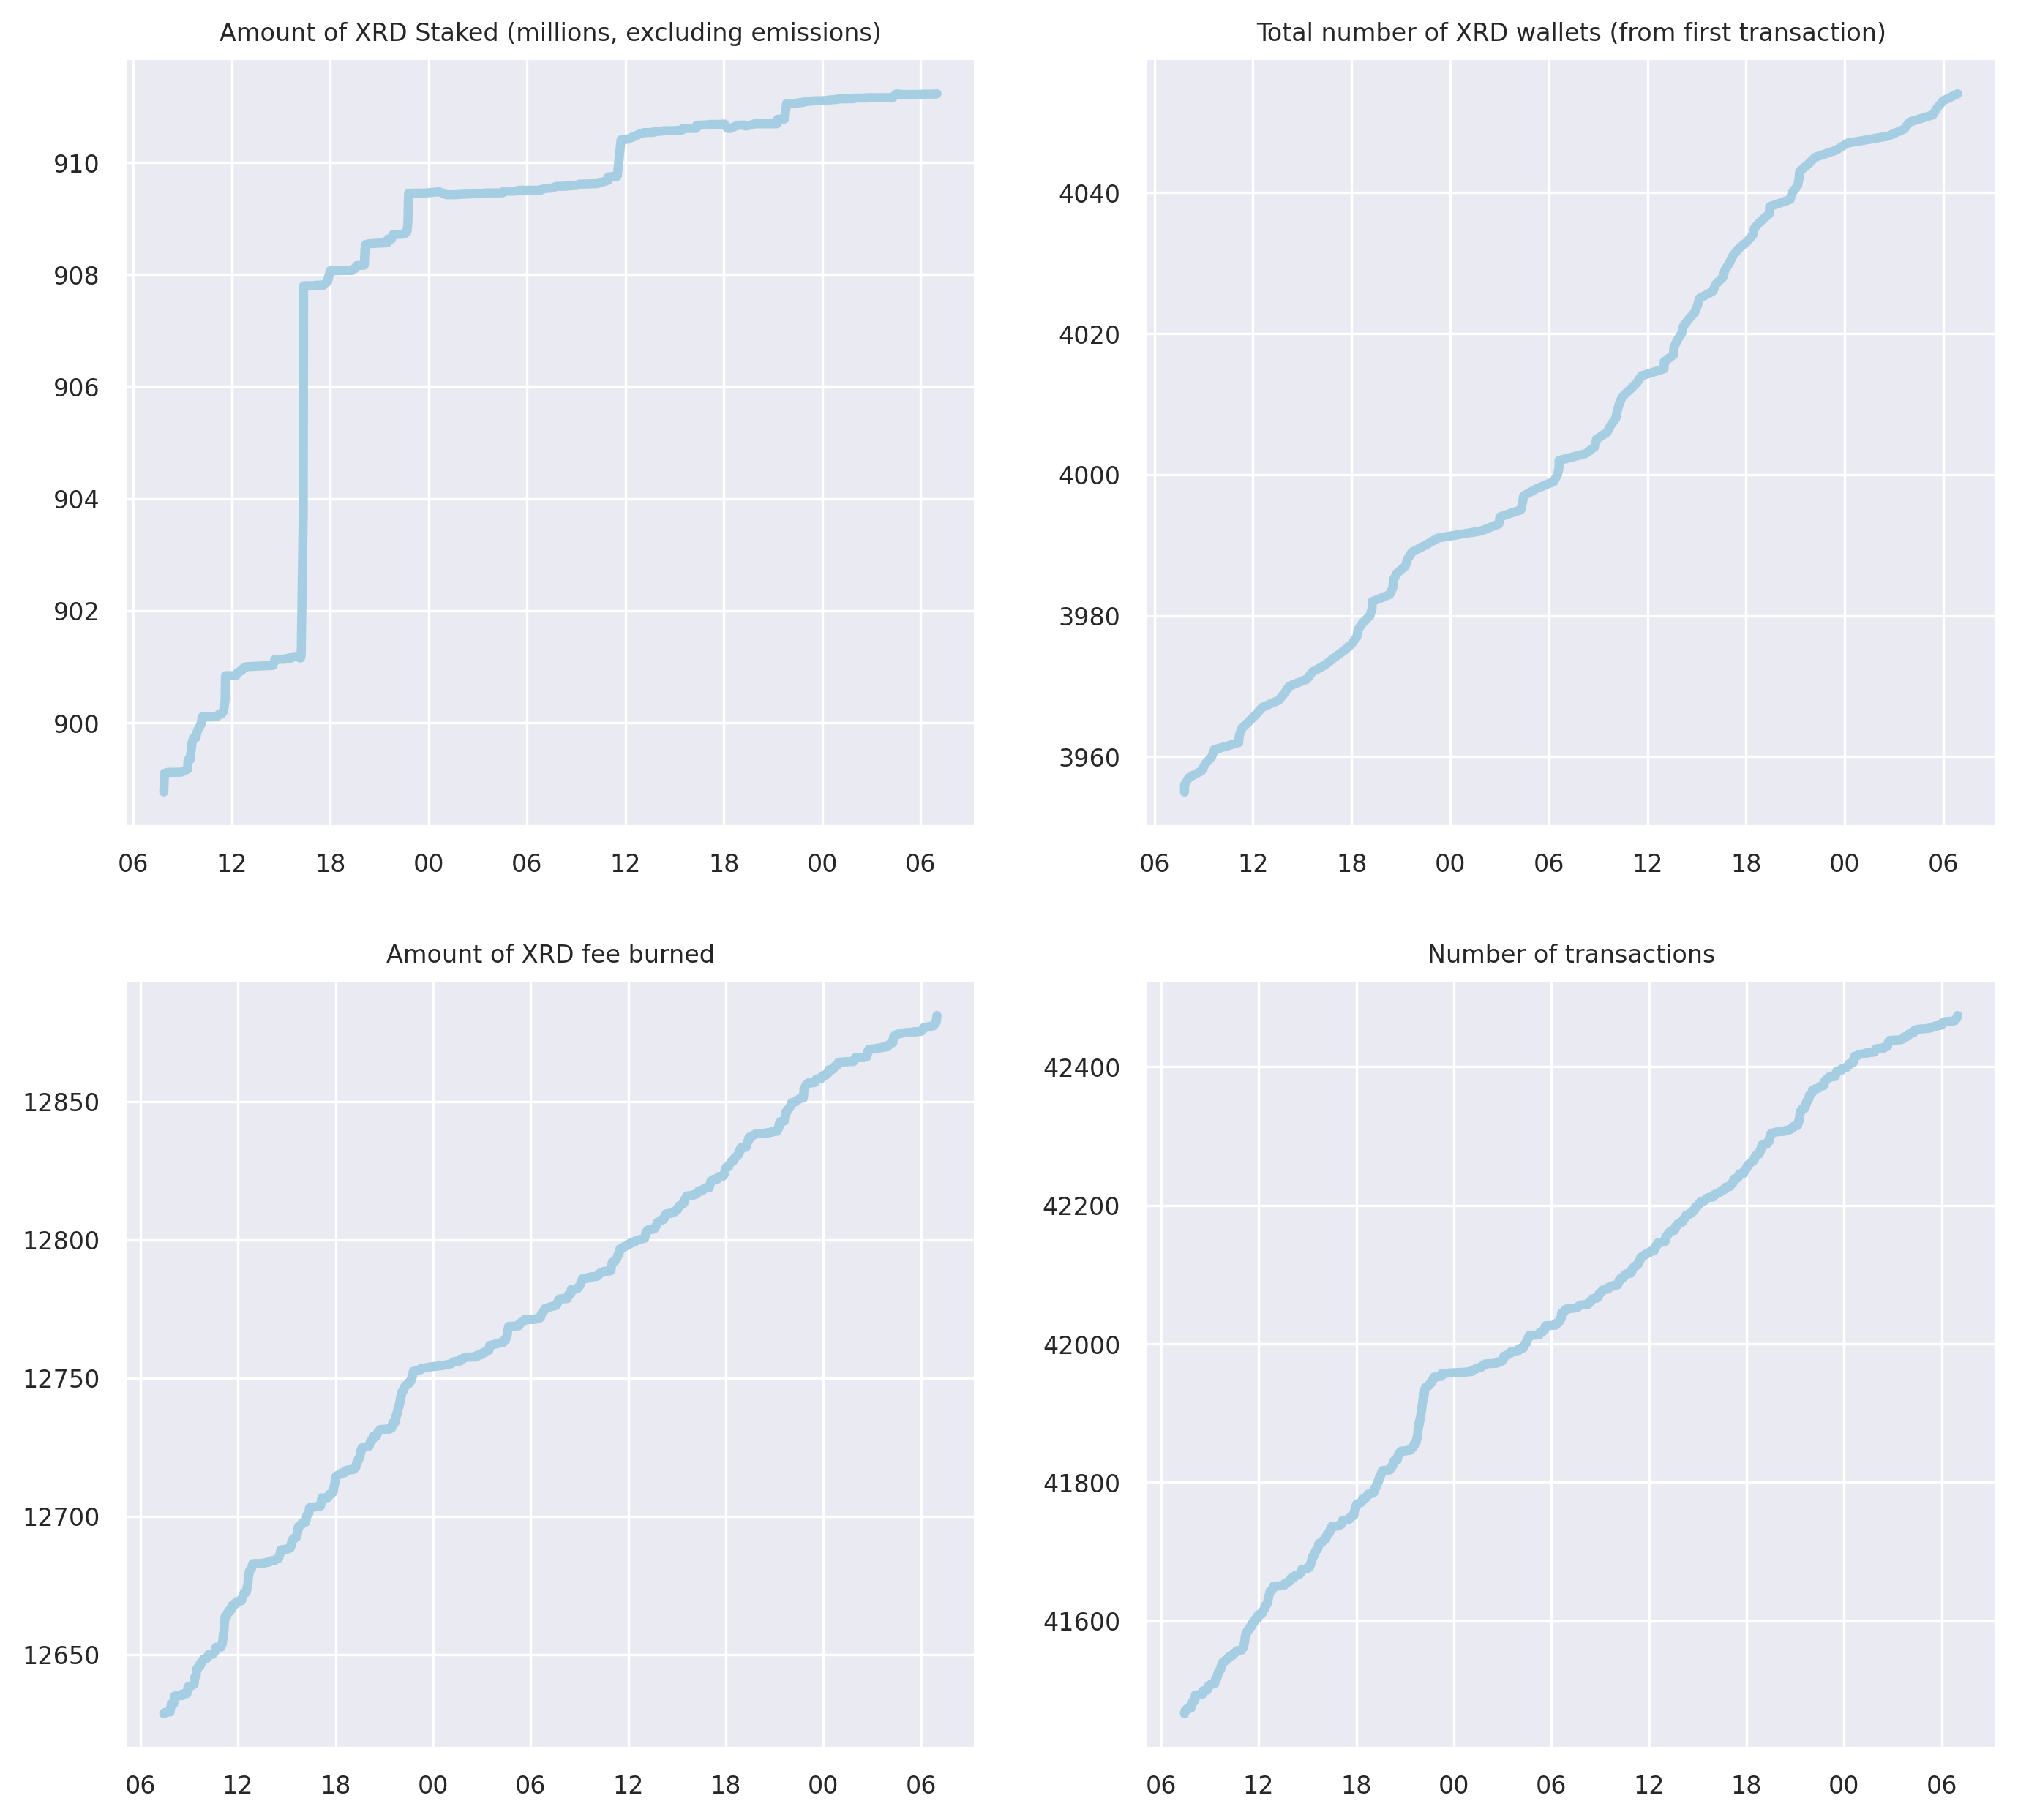 Amount of XRD Staked (millions, excluding emissions)
910
908
906
904
902
900
06 12 18 00 06 12 18 00 06
Total number of XRD wallets (from first transaction)
4040
4020
4000
3980
3960
06 12 18 00 06 12 18 00 06
Amount of XRD fee burned
12850
12800
12750
12700
12650
06 12 18 00 06 12 18 00 06
Number of transactions
42400
42200
42000
41800
41600
06 12 18 00 06 12 18 00 06